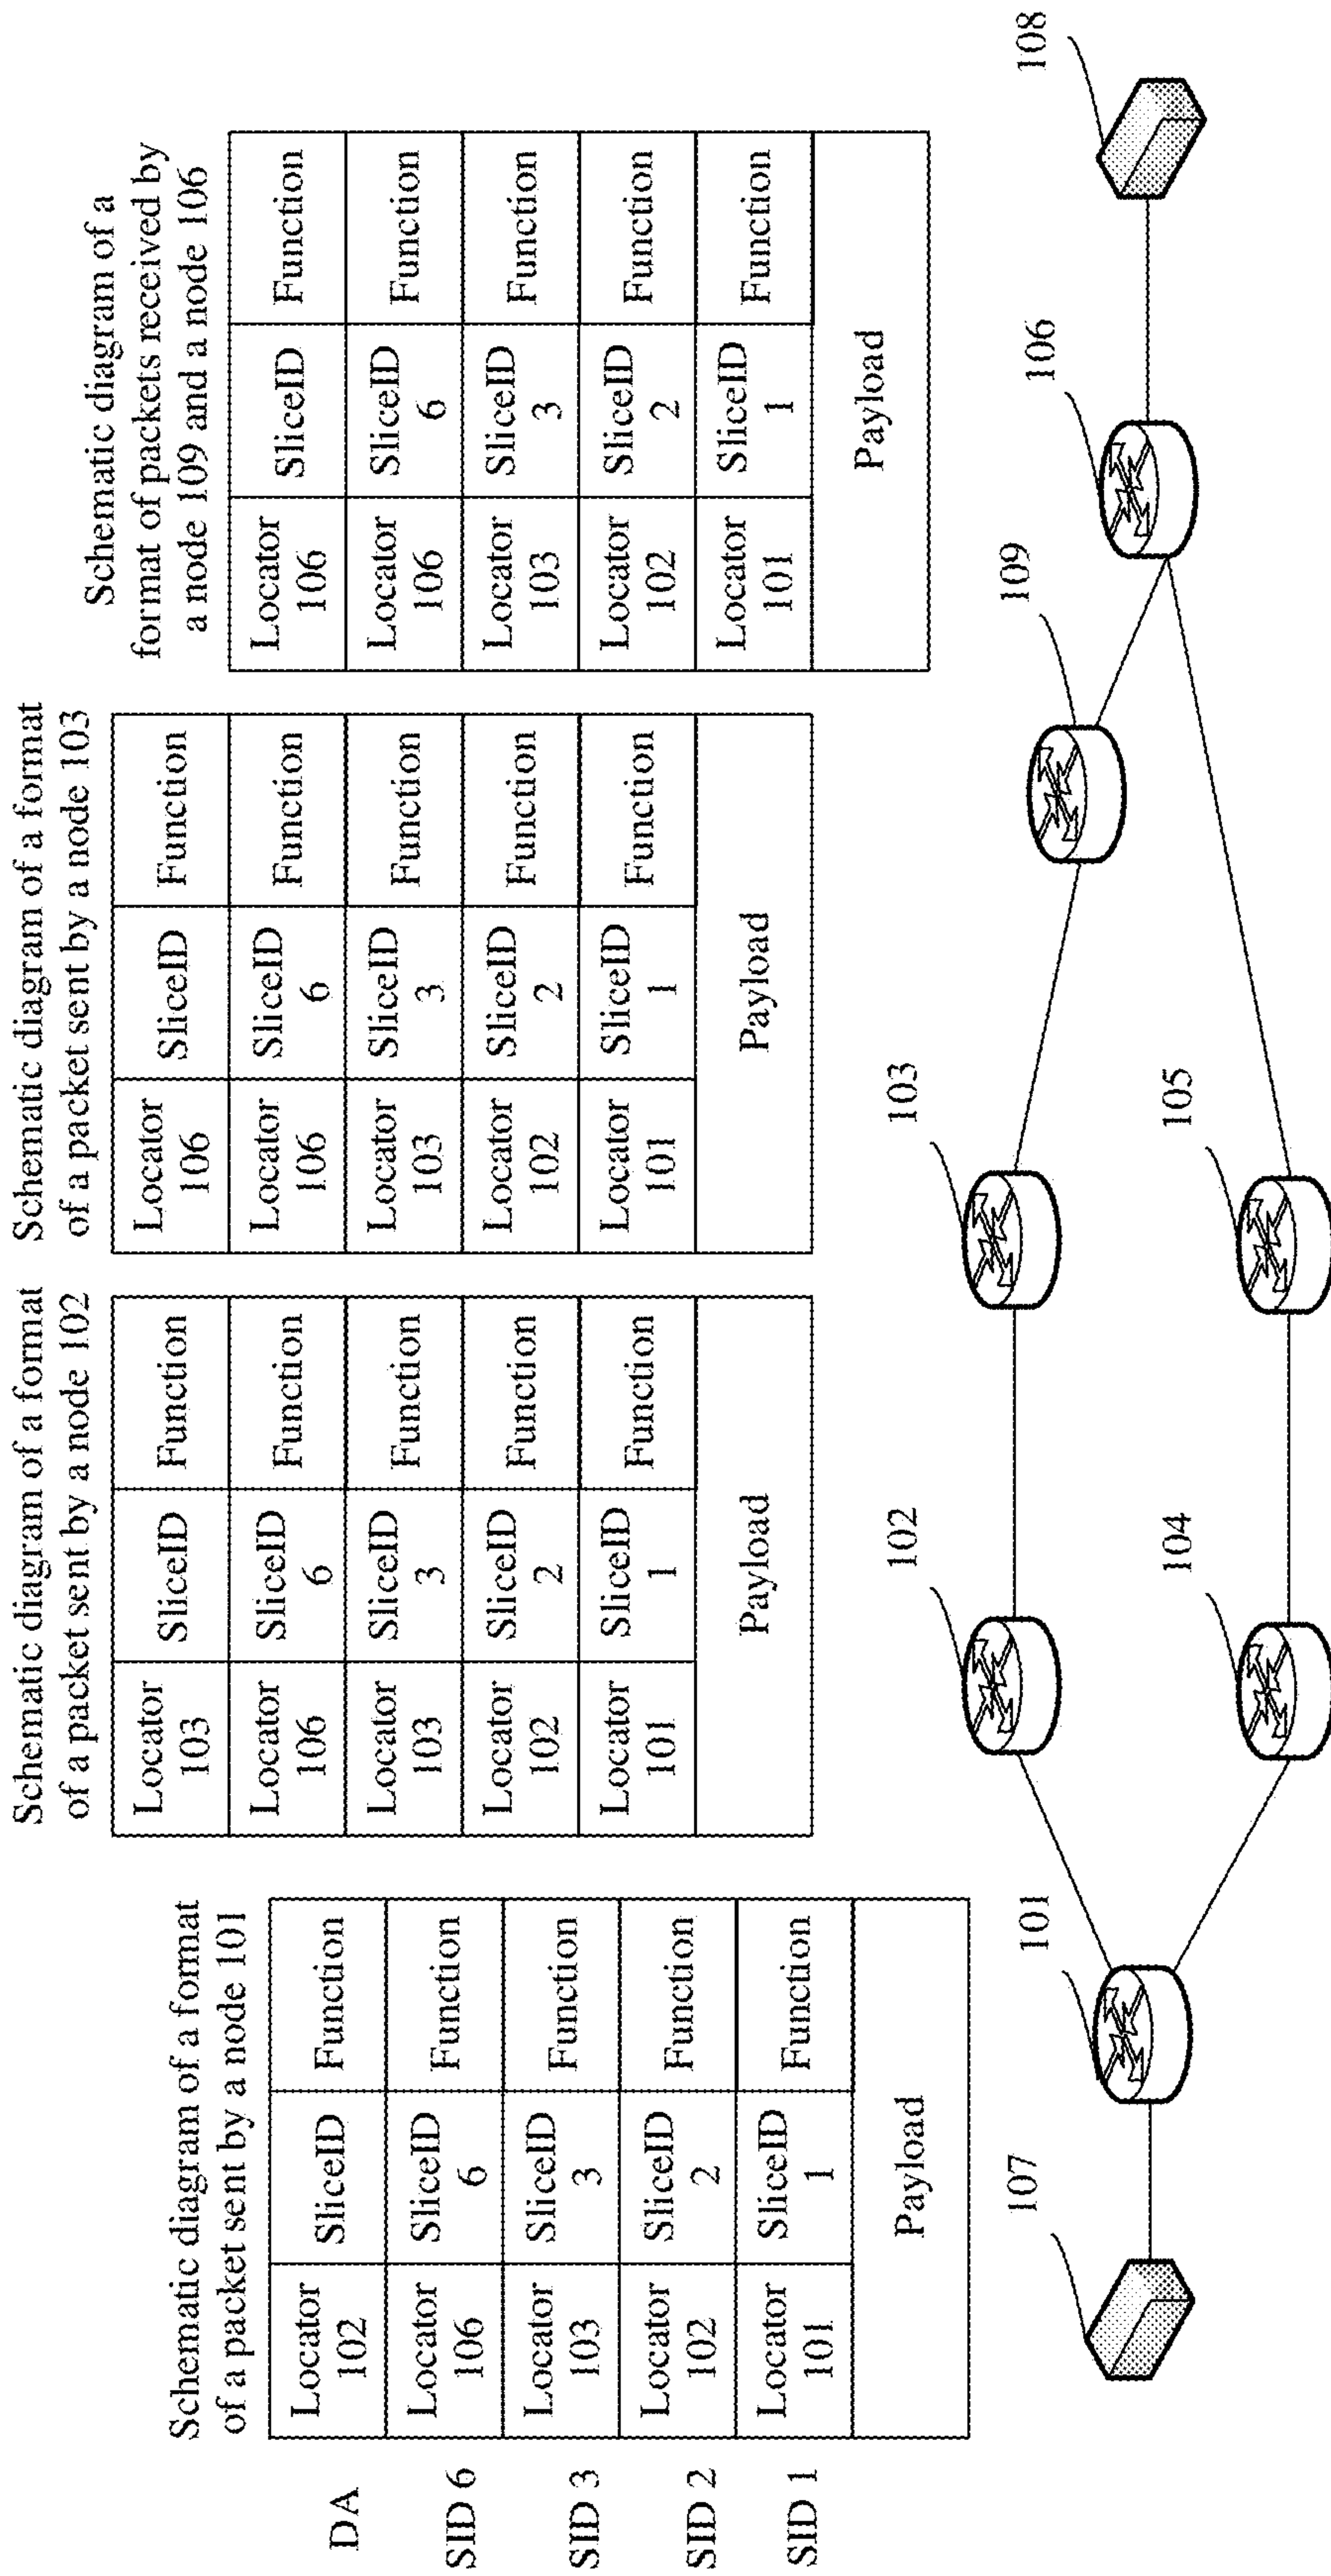 Schematic diagram of a format
of a packet sent by a node 101
DA
Locator
102
SliceID
Function
SID 6
Locator
106
SliceID
6
Function
SID 3
Locator
103
SliceID
3
Function
SID 2
Locator
102
SliceID
2
Function
SID 1
Locator
101
SliceID
1
Function
Payload
Schematic diagram of a format
of a packet sent by a node 102
Locator
103
SliceID
Function
Locator
106
SliceID
6
Function
Locator
103
SliceID
3
Function
Locator
102
SliceID
2
Function
Locator
101
SliceID
1
Function
Payload
Schematic diagram of a format
of a packet sent by a node 103
Locator
106
SliceID
Function
Locator
106
SliceID
6
Function
Locator
103
SliceID
3
Function
Locator
102
SliceID
2
Function
Locator
101
SliceID
1
Function
Payload
Schematic diagram of a
format of packets received by
a node 109 and a node 106
Locator
106
SliceID
Function
Locator
106
SliceID
6
Function
Locator
103
SliceID
3
Function
Locator
102
SliceID
2
Function
Locator
101
SliceID
1
Function
Payload
107
101
102
104
103
105
109
106
108